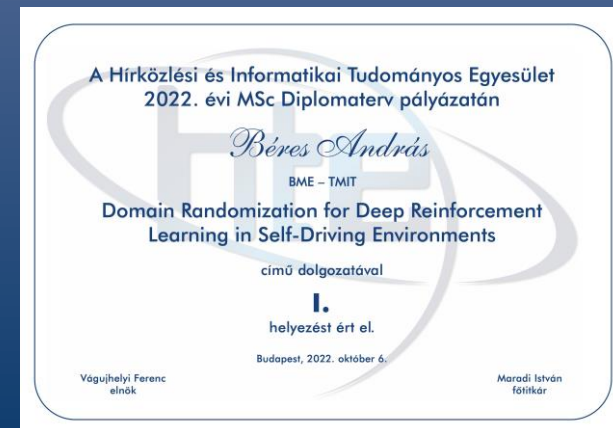 A Hírközlési és Informatikai Tudományos Egyesület
2022. évi MSc Diplomaterv pályázatán
Béres András
BME – TMIT
Domain Randomization for Deep Reinforcement
Learning in Self-Driving Environments
című dolgozatával
I.
helyezést ért el.
Budapest, 2022. október 6.
Vágujhelyi Ferenc
elnök
Maradi István
főtitkár
hte